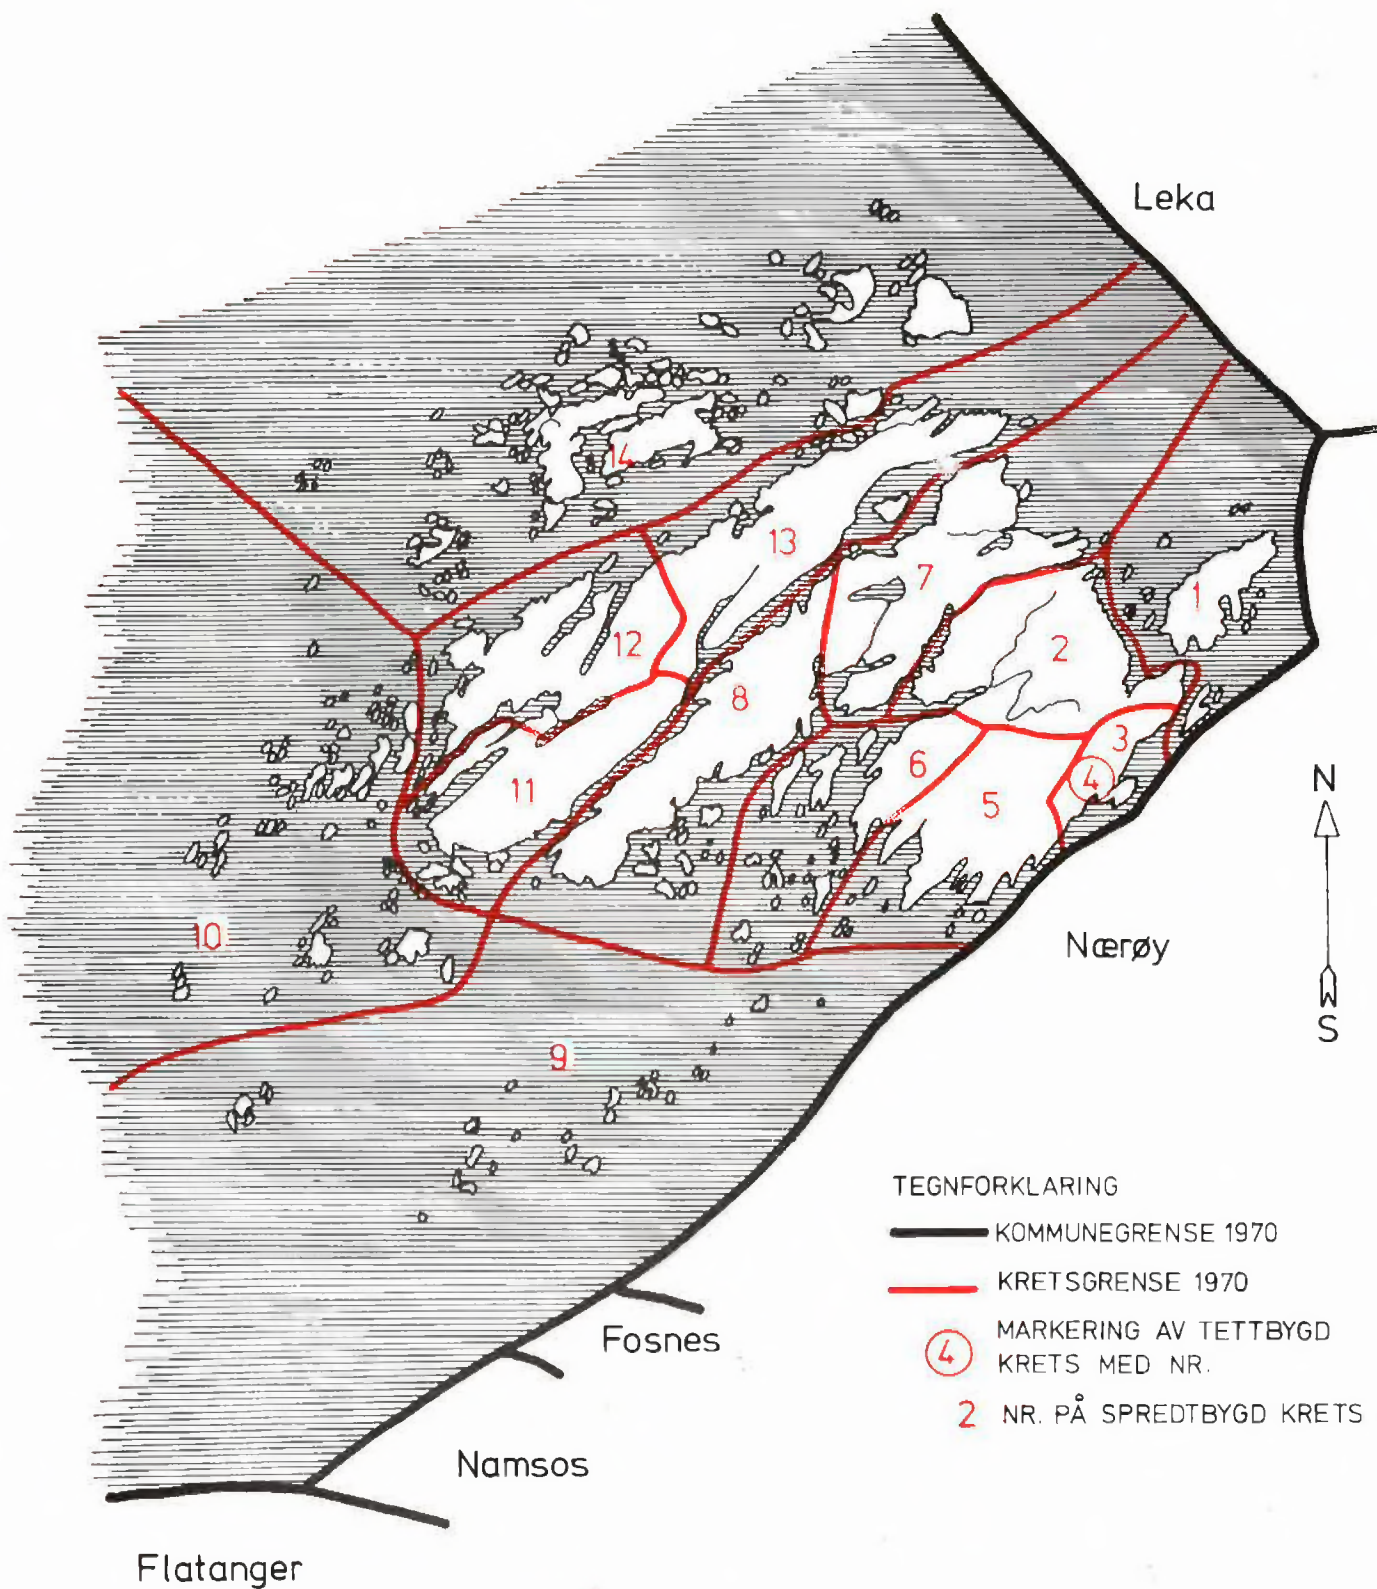 Leka
14
13
7
1
12
2
8
3
6
4
11
5
N
10
Nærøy
S
9
TEGNFORKLARING
KOMMUNEGRENSE 1970
KRETSGRENSE 1970
Fosnes
4
MARKERING AV TETTBYGD
KRETS MED NR.
2 NR. PÅ SPREDTBYGD KRETS
Namsos
Flatanger